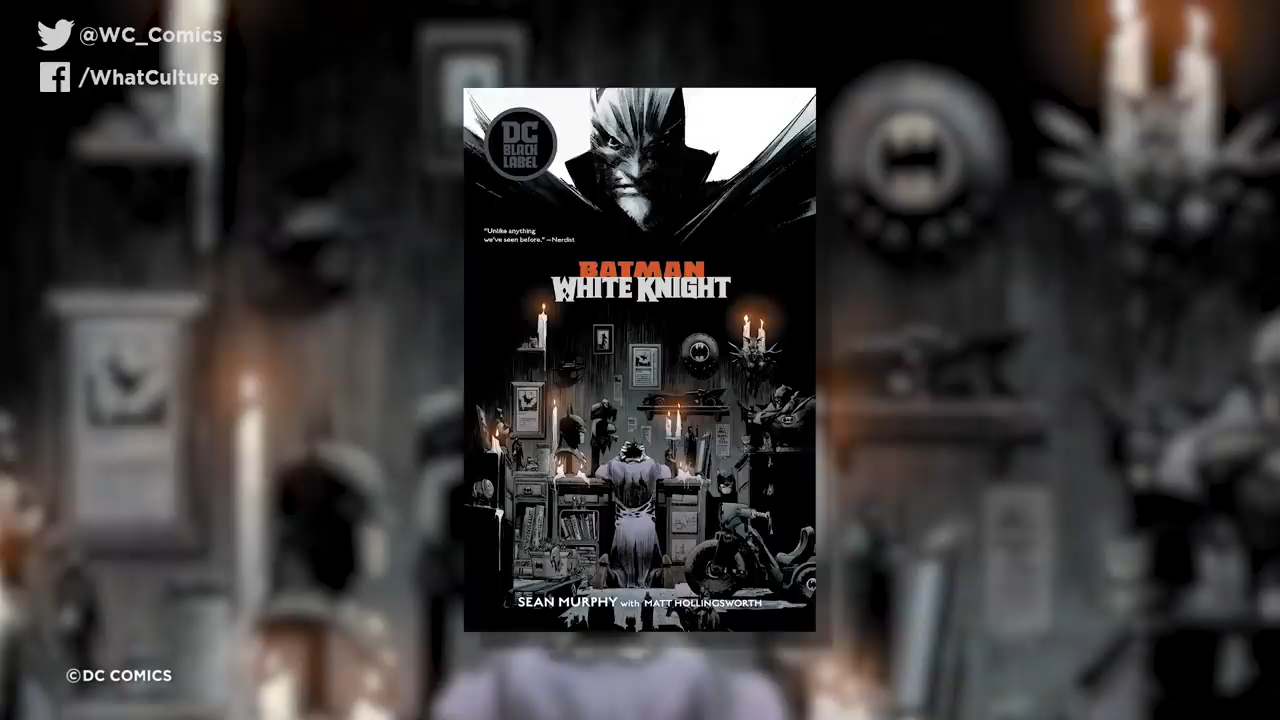 @WC_Comics
/WhatCulture
DC
BLACK
LABEL
"Unlike anything
we've seen before." —Nerdist
BATMAN
WHITE KNIGHT
SEAN MURPHY with MATT HOLLINGSWORTH
©DC COMICS